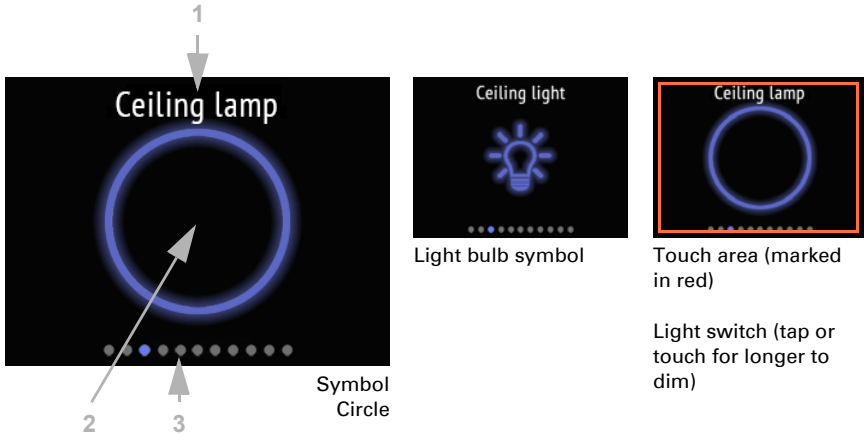 1
Ceiling lamp
Symbol
Circle
2
3
Ceiling light
Light bulb symbol
Ceiling lamp
Touch area (marked
in red)
Light switch (tap or
touch for longer to
dim)